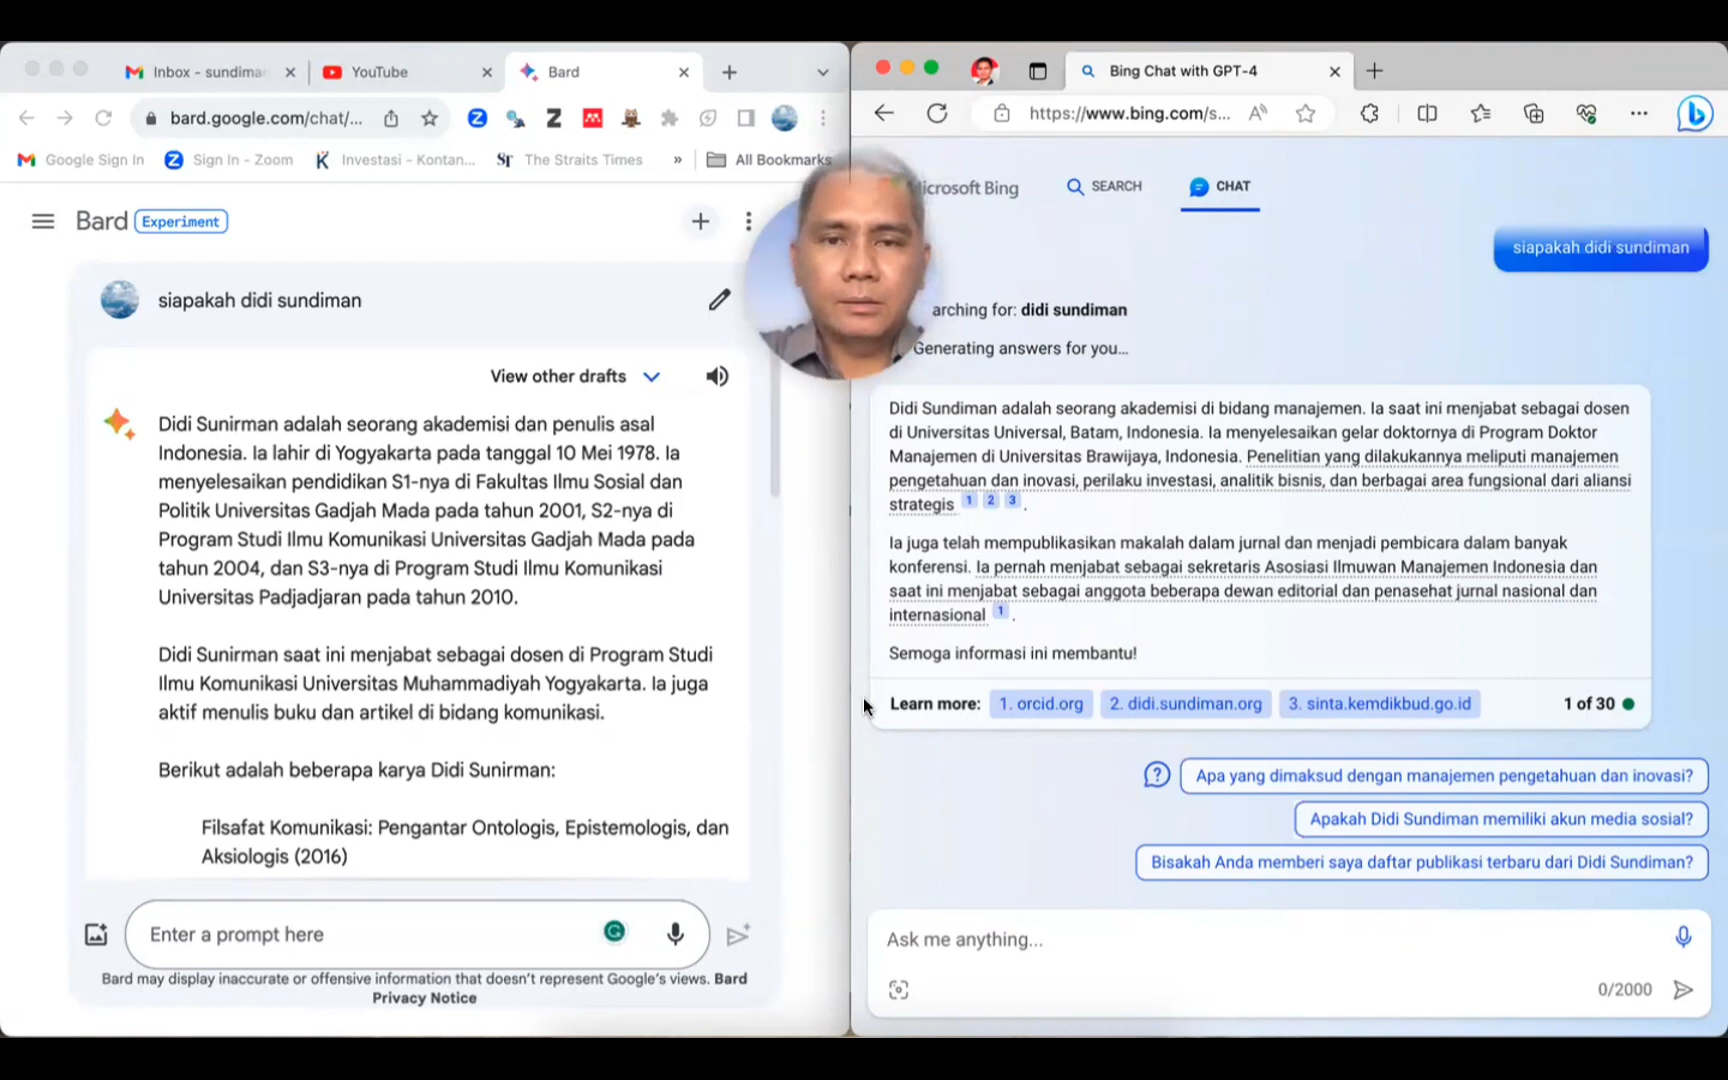 Inbox - sundima
YouTube
Bard
bard.google.com/chat/...
Google Sign In
Sign In - Zoom
Investasi - Kontan...
The Straits Times
»
All Bookmarks
Bard Experiment
siapakah didi sundiman
View other drafts
Didi Sunirman adalah seorang akademisi dan penulis asal
Indonesia. Ia lahir di Yogyakarta pada tanggal 10 Mei 1978. Ia
menyelesaikan pendidikan S1-nya di Fakultas Ilmu Sosial dan
Politik Universitas Gadjah Mada pada tahun 2001, S2-nya di
Program Studi Ilmu Komunikasi Universitas Gadjah Mada pada
tahun 2004, dan S3-nya di Program Studi Ilmu Komunikasi
Universitas Padjadjaran pada tahun 2010.
Didi Sunirman saat ini menjabat sebagai dosen di Program Studi
Ilmu Komunikasi Universitas Muhammadiyah Yogyakarta. Ia juga
aktif menulis buku dan artikel di bidang komunikasi.
Berikut adalah beberapa karya Didi Sunirman:
Filsafat Komunikasi: Pengantar Ontologis, Epistemologis, dan
Aksiologis (2016)
Enter a prompt here
Bard may display inaccurate or offensive information that doesn't represent Google's views. Bard
Privacy Notice
Bing Chat with GPT-4
https://www.bing.com/s...
icrosoft Bing
SEARCH
CHAT
siapakah didi sundiman
arching for: didi sundiman
Generating answers for you...
Didi Sundiman adalah seorang akademisi di bidang manajemen. Ia saat ini menjabat sebagai dosen
di Universitas Universal, Batam, Indonesia. Ia menyelesaikan gelar doktornya di Program Doktor
Manajemen di Universitas Brawijaya, Indonesia. Penelitian yang dilakukannya meliputi manajemen
pengetahuan dan inovasi, perilaku investasi, analitik bisnis, dan berbagai area fungsional dari aliansi
strategis 1 2 3 .
Ia juga telah mempublikasikan makalah dalam jurnal dan menjadi pembicara dalam banyak
konferensi. Ia pernah menjabat sebagai sekretaris Asosiasi Ilmuwan Manajemen Indonesia dan
saat ini menjabat sebagai anggota beberapa dewan editorial dan penasehat jurnal nasional dan
internasional 1 .
Semoga informasi ini membantu!
Learn more: 1. orcid.org 2. didi.sundiman.org 3. sinta.kemdikbud.go.id 1 of 30
Apa yang dimaksud dengan manajemen pengetahuan dan inovasi?
Apakah Didi Sundiman memiliki akun media sosial?
Bisakah Anda memberi saya daftar publikasi terbaru dari Didi Sundiman?
Ask me anything...
0/2000